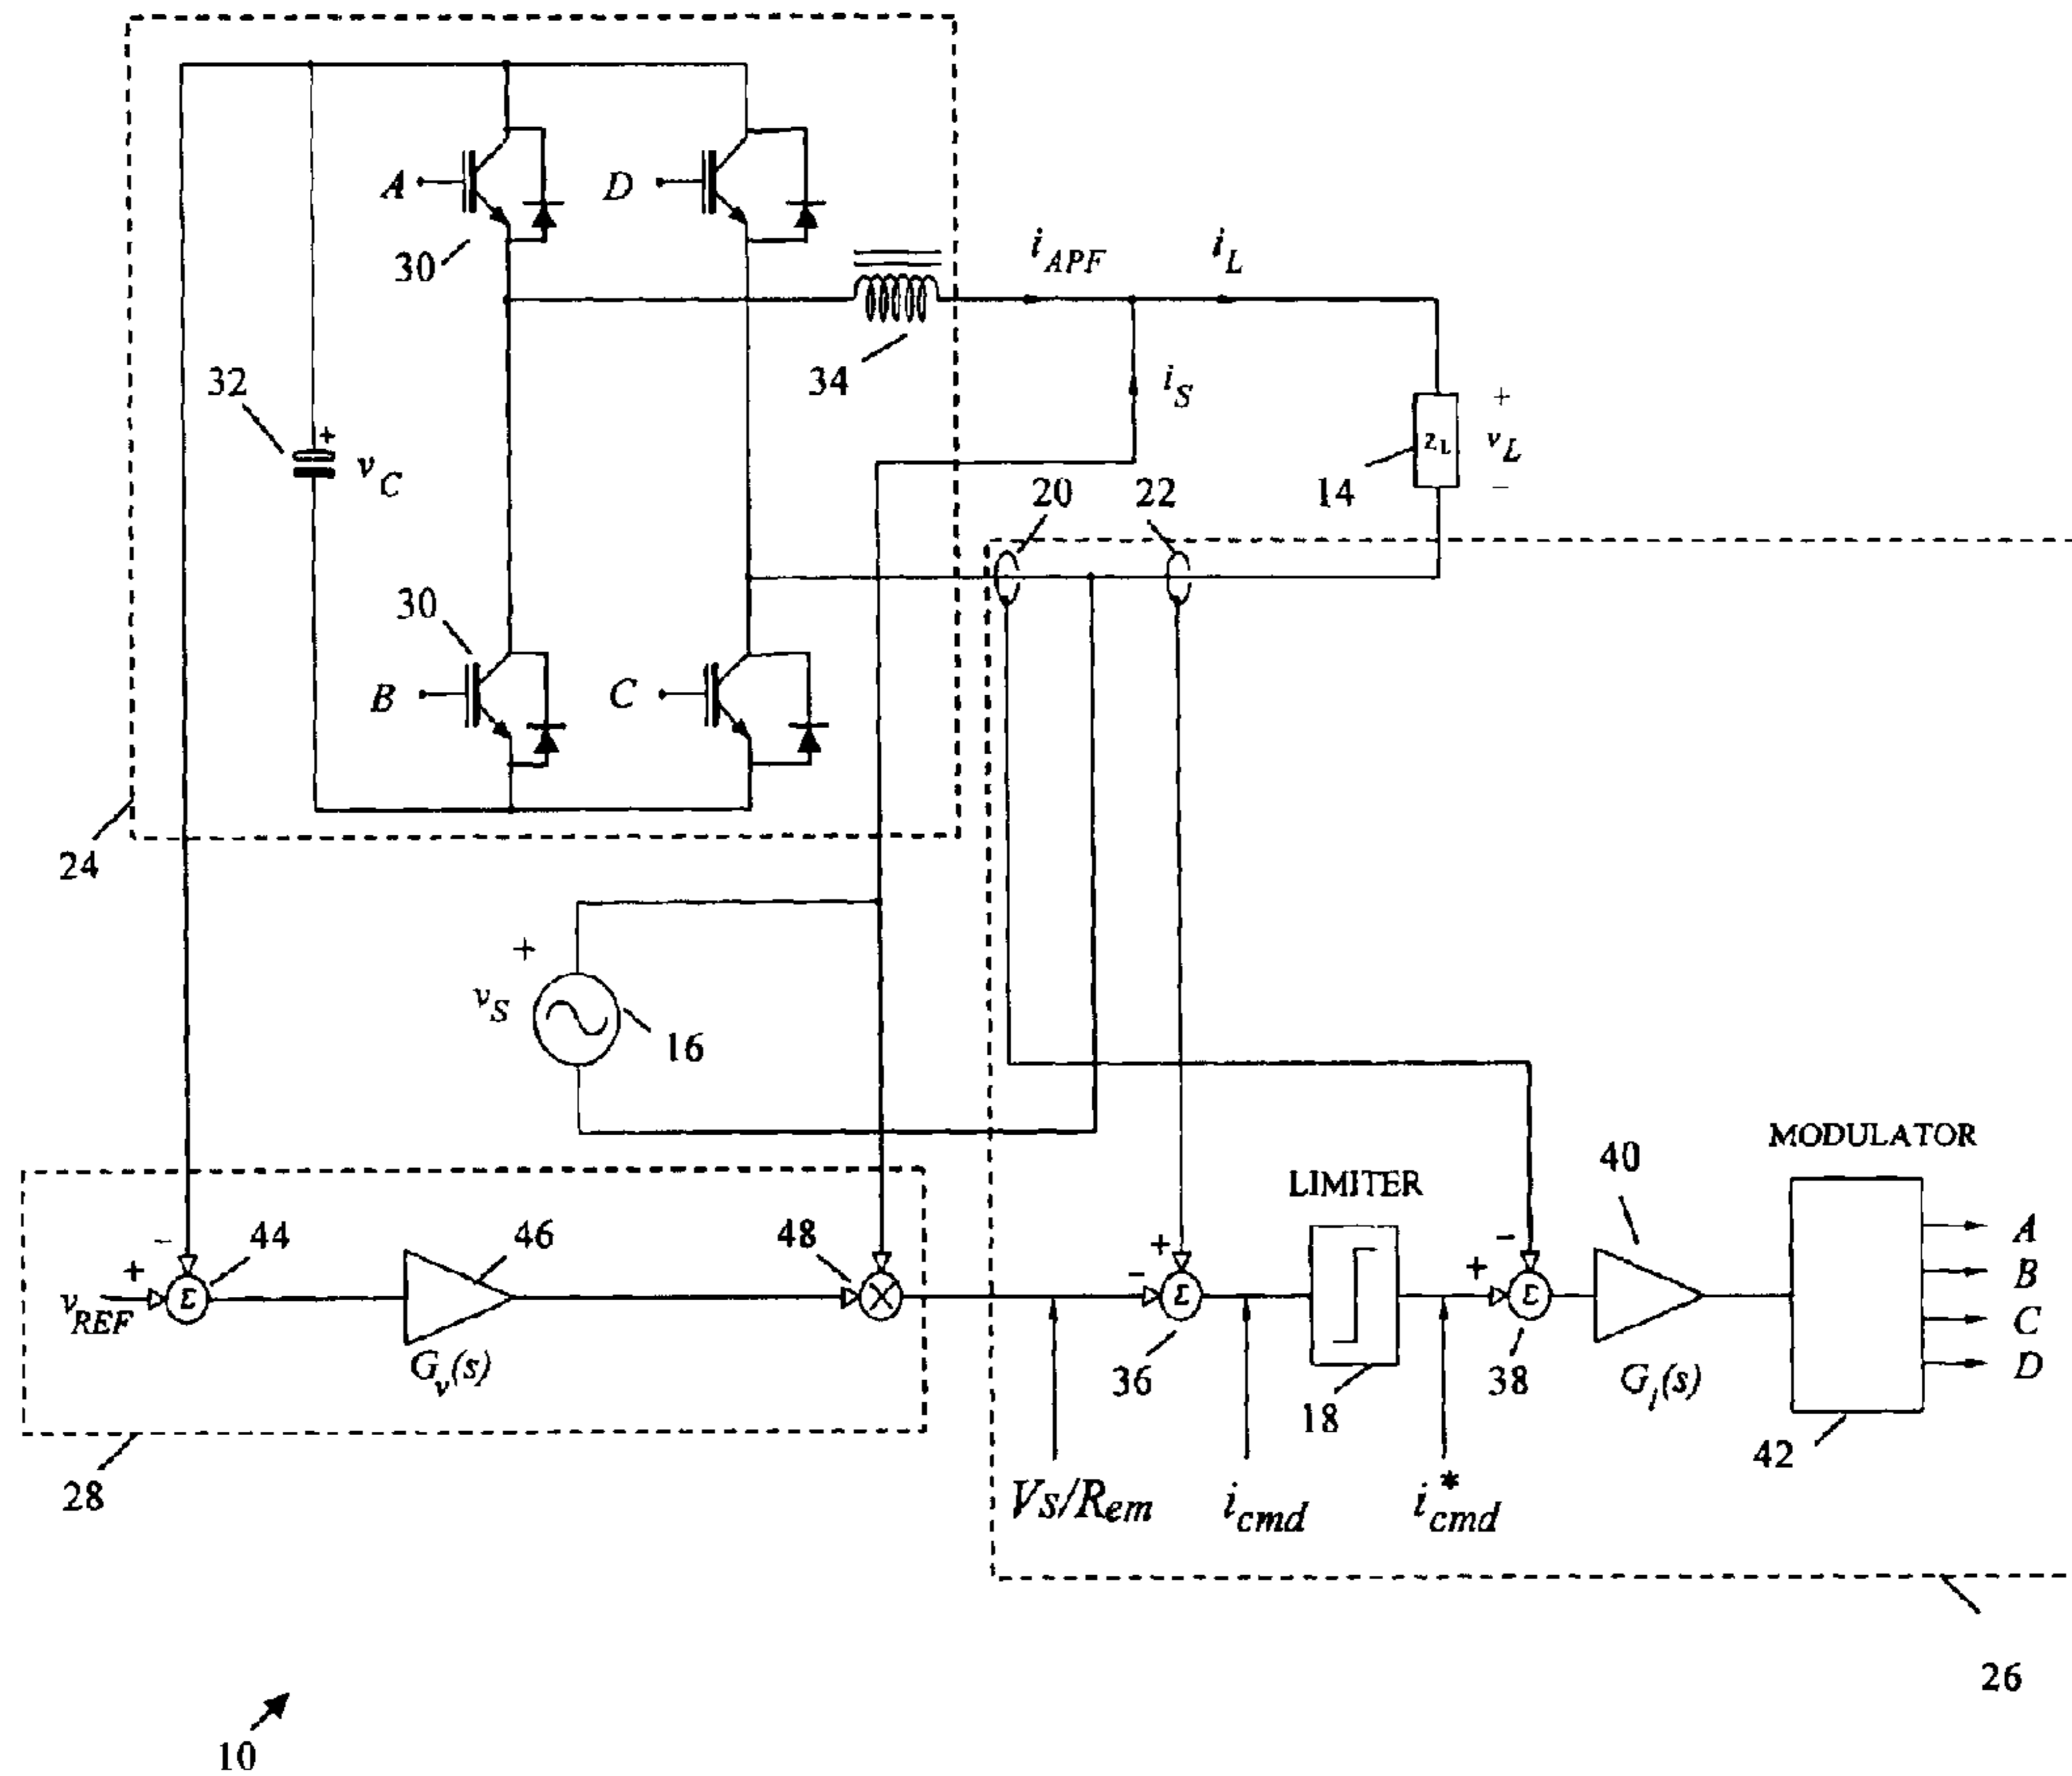 A
D
30
i_APF
i_L
32
+
v_C
34
i_S
+
z_L
v_L
−
14
20
22
30
B
C
24
+
v_S
16
MODULATOR
40
LIMITER
−
44
46
48
+
−
+
Σ
v_REF
X
−
Σ
+
Σ
A
B
C
D
G_v(s)
36
18
38
G_i(s)
42
28
Vs/Rem
i_cmd
i*_cmd
26
10